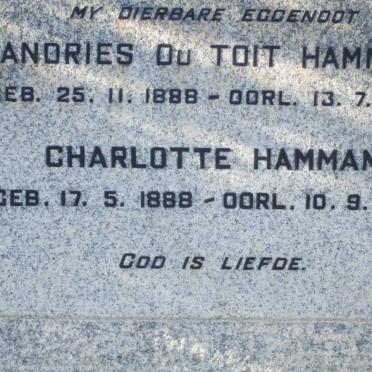 MY DIERBARE EGGENOOT
ANDRIES DU TOIT HAMM
GEB. 25. 11. 1888 - OORL. 13. 7.
CHARLOTTE HAMMAN
GEB. 17. 5. 1888 - OORL. 10. 9.
GOD IS LIEFDE.